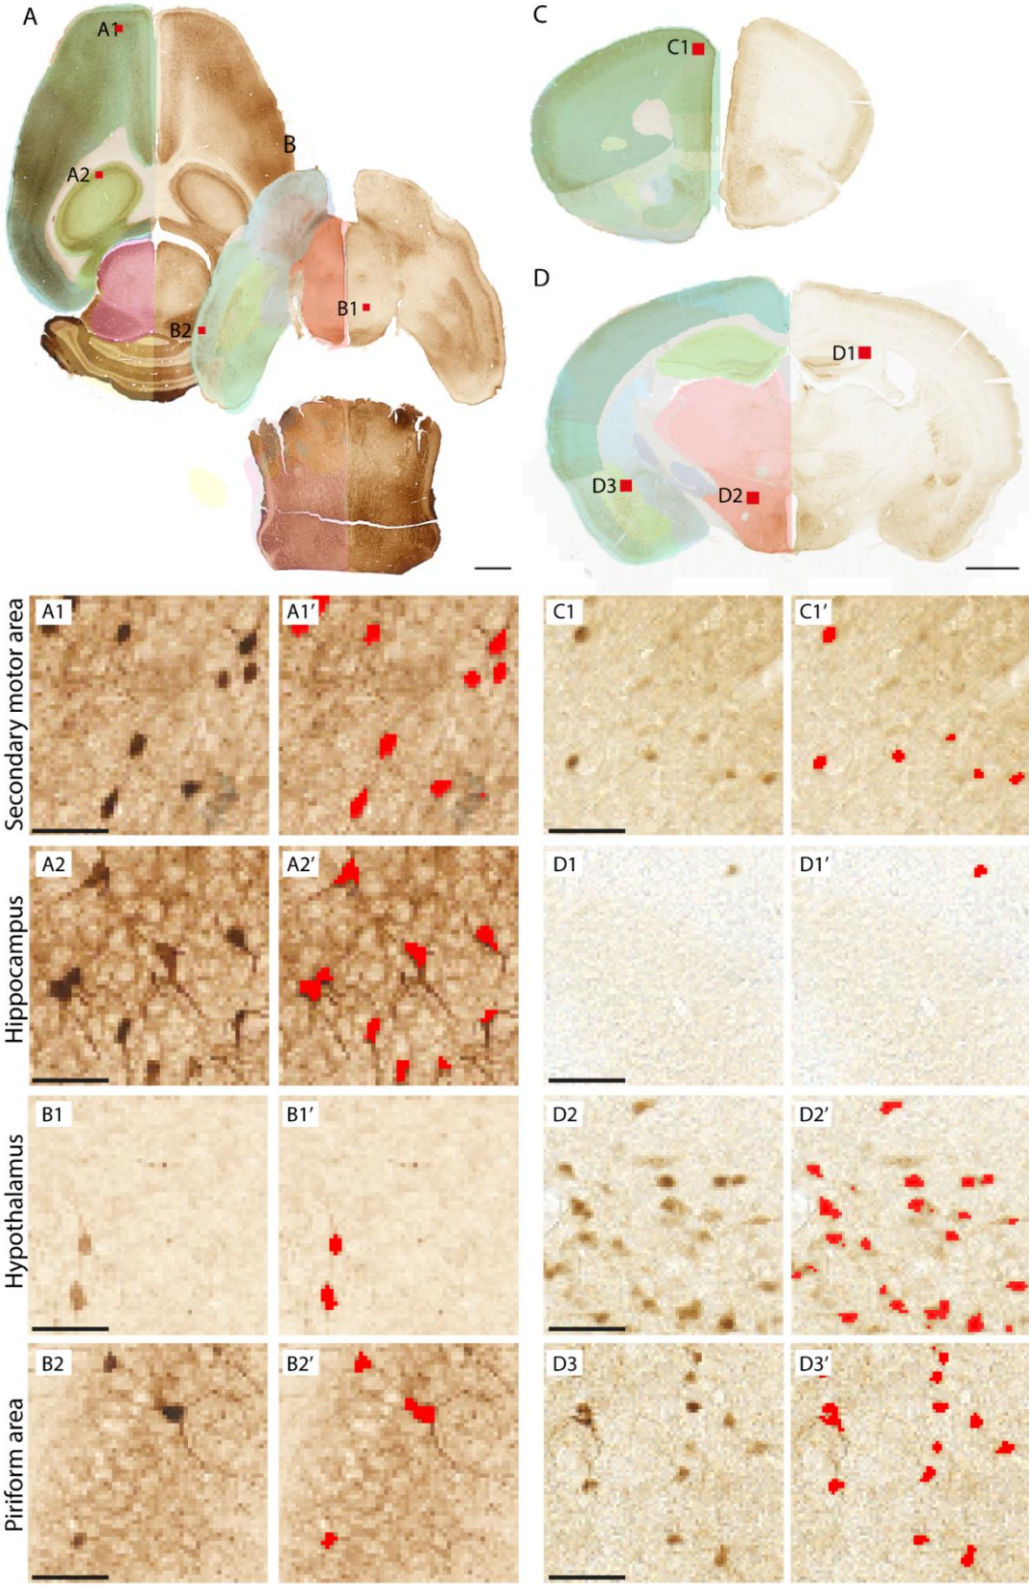 A
C
A1
C1
B
A2
D
B1
B2
D1
D3
D2
Secondary motor area
A1
A1′
C1
C1′
Hippocampus
A2
A2′
D1
D1′
Hypothalamus
B1
B1′
D2
D2′
Piriform area
B2
B2′
D3
D3′